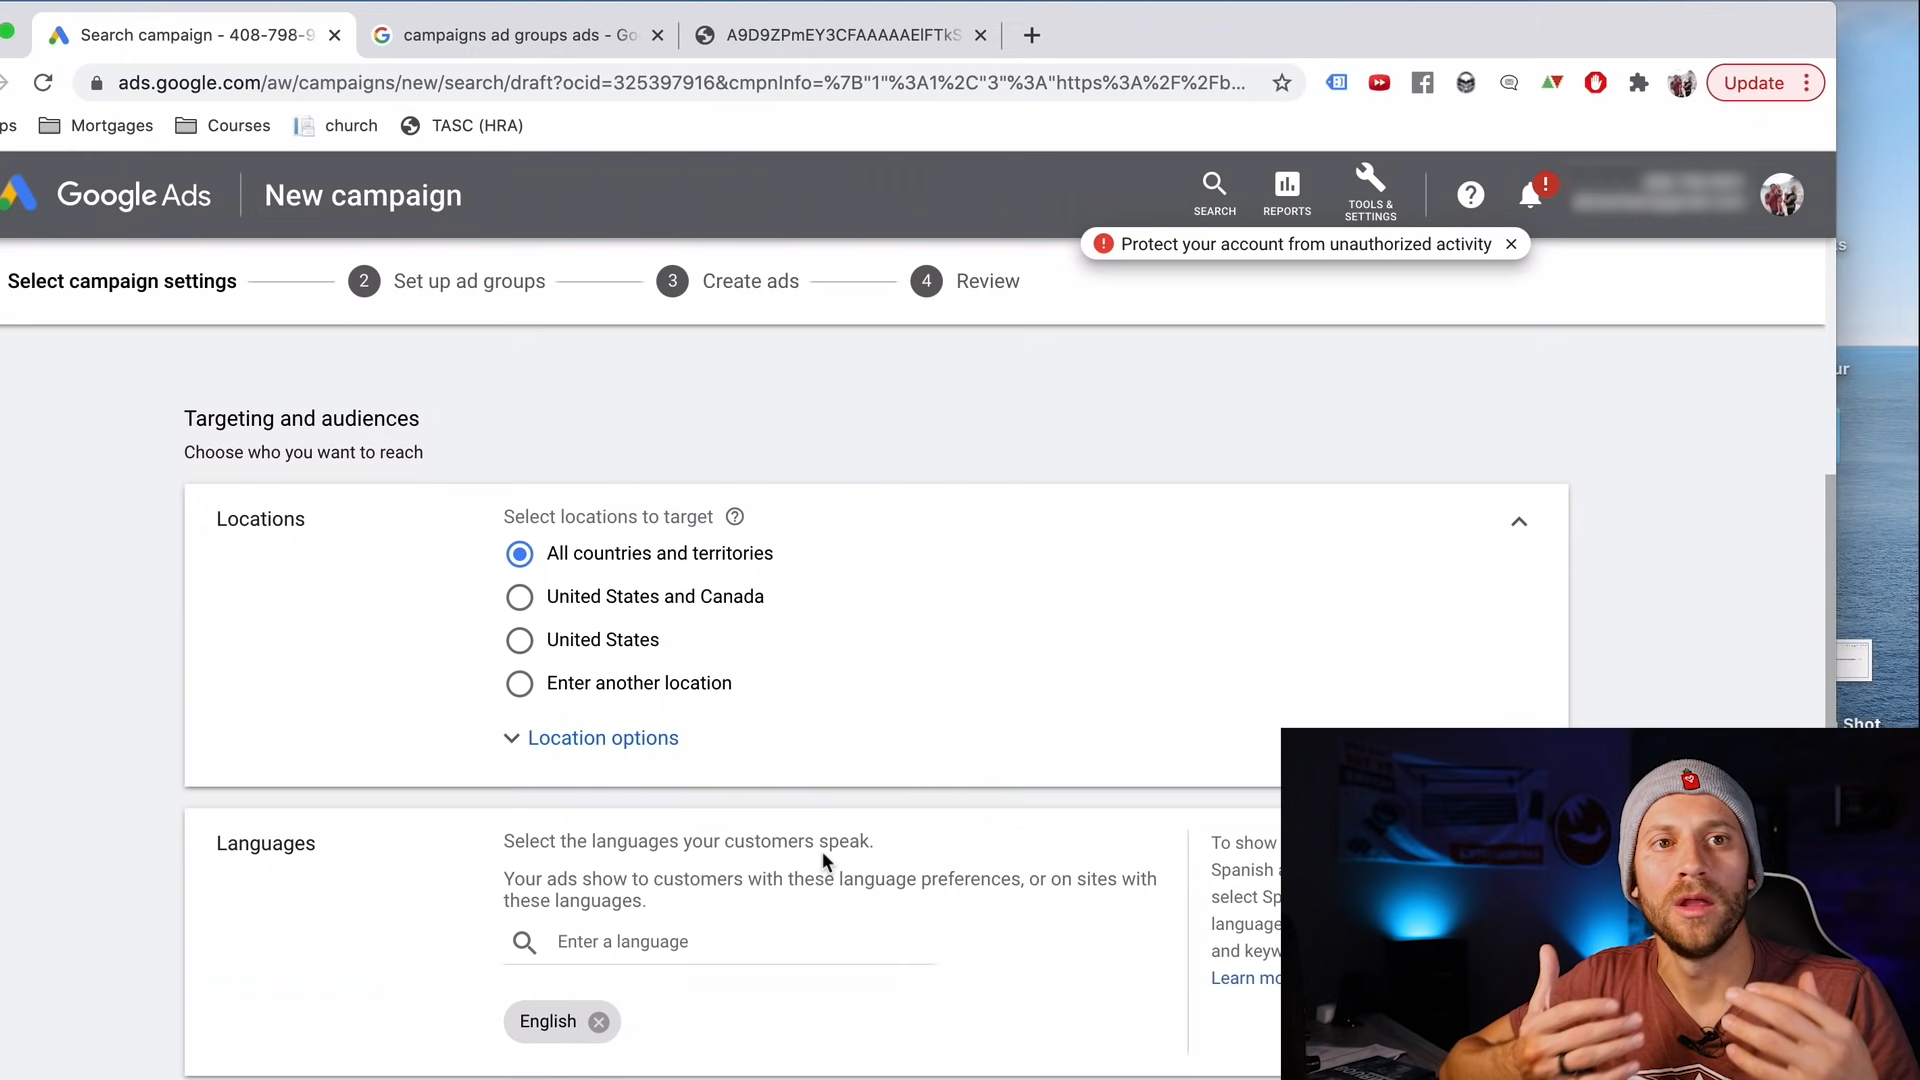 Search campaign - 408-798-9
campaigns ad groups ads - Go
A9D9ZPmEY3CFAAAAAElFTkS
ads.google.com/aw/campaigns/new/search/draft?ocid=325397916&cmpnInfo=%7B"1"%3A1%2C"3"%3A"https%3A%2F%2Fb...
Update
ps
Mortgages
Courses
church
TASC (HRA)
Google Ads
New campaign
SEARCH
REPORTS
TOOLS &
SETTINGS
Protect your account from unauthorized activity
Select campaign settings
2
Set up ad groups
3
Create ads
4
Review
Targeting and audiences
Choose who you want to reach
Locations
Select locations to target
All countries and territories
United States and Canada
United States
Enter another location
Location options
Shot
Languages
Select the languages your customers speak.
Your ads show to customers with these language preferences, or on sites with
these languages.
Enter a language
English
To show
Spanish
select Sp
language
and keyw
Learn mo